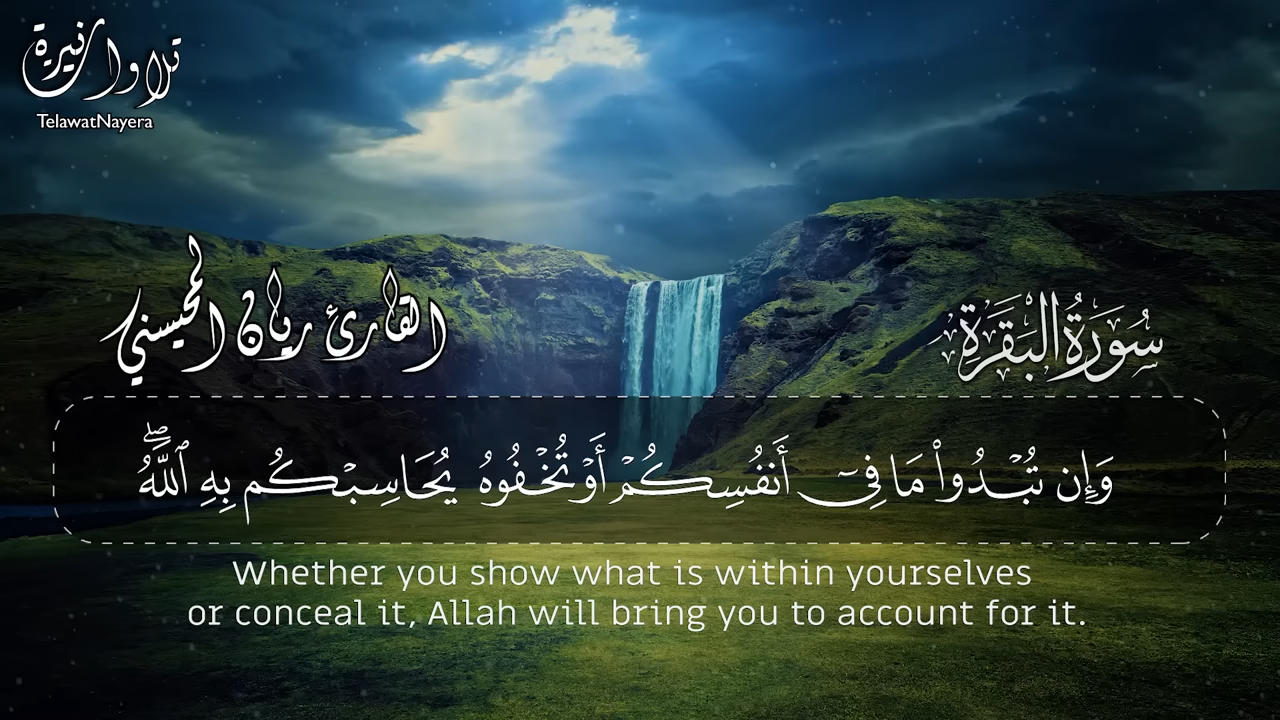 تلاوات نيرة
TelawatNayera
سُورَةُ البَقَرَةِ
القارئ ريان المحيسني
وَإِن تُبْدُوا۟ مَا فِىٓ أَنفُسِكُمْ أَوْ تُخْفُوهُ يُحَاسِبْكُم بِهِ ٱللَّهُ ۖ
Whether you show what is within yourselves
or conceal it, Allah will bring you to account for it.